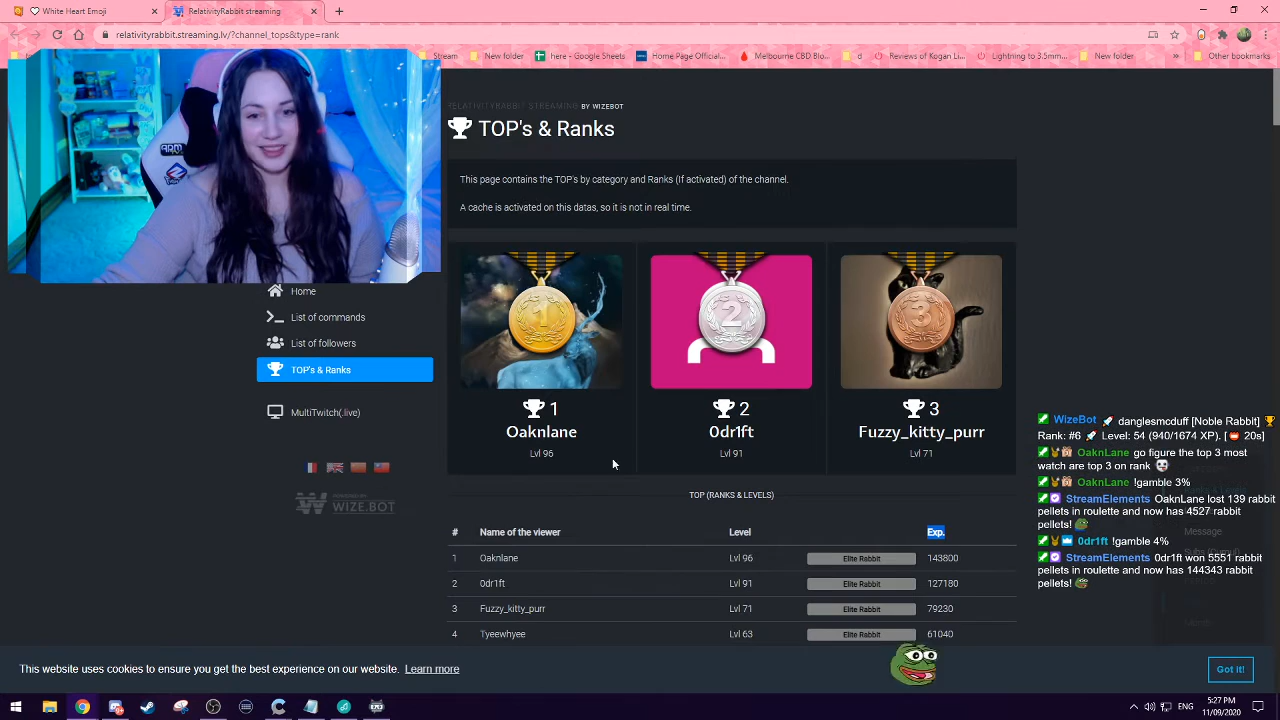 White Heart Emoji
RelativityRabbit streaming
relativityrabbit.streaming.lv/?channel_tops&type=rank
Stream
New folder
here - Google Sheets
Home Page Official...
Melbourne CBD Blo...
d
Reviews of Kogan Li...
Lightning to 3.5mm...
New folder
»
Other bookmarks
RELATIVITYRABBIT STREAMING BY WIZEBOT
TOP's & Ranks
This page contains the TOP's by category and Ranks (If activated) of the channel.
A cache is activated on this datas, so it is not in real time.
Home
List of commands
List of followers
TOP's & Ranks
MultiTwitch(.live)
WIZE.BOT
1 2 3
1 2 3
Oaknlane 0dr1ft Fuzzy_kitty_purr
Lvl 96 Lvl 91 Lvl 71
TOP (RANKS & LEVELS)
# Name of the viewer Level Exp.
1 Oaknlane Lvl 96 Elite Rabbit 143800
2 0dr1ft Lvl 91 Elite Rabbit 127180
3 Fuzzy_kitty_purr Lvl 71 Elite Rabbit 79230
4 Tyeewhyee Lvl 63 Elite Rabbit 61040
WizeBot danglesmcduff [Noble Rabbit]
Rank: #6 Level: 54 (940/1674 XP). [ 20s]
OaknLane go figure the top 3 most
watch are top 3 on rank
OaknLane !gamble 3%
StreamElements OaknLane lost 139 rabbit
pellets in roulette and now has 4527 rabbit
pellets!
0dr1ft !gamble 4%
StreamElements 0dr1ft won 5551 rabbit
pellets in roulette and now has 144343 rabbit
pellets!
Message
This website uses cookies to ensure you get the best experience on our website. Learn more
Got it!
ENG
5:27 PM
11/09/2020